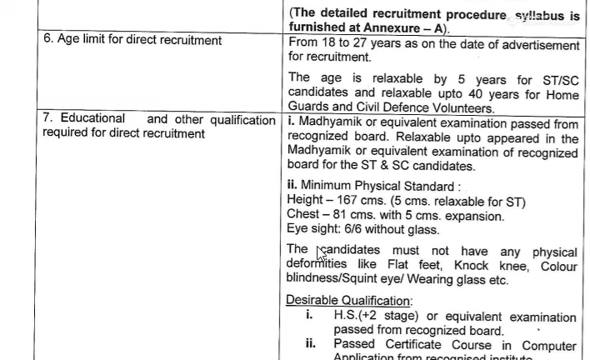 (The detailed recruitment procedure, syllabus is
furnished at Annexure – A).
6. Age limit for direct recruitment
From 18 to 27 years as on the date of advertisement
for recruitment.
The age is relaxable by 5 years for ST/SC
candidates and relaxable upto 40 years for Home
Guards and Civil Defence Volunteers.
7. Educational and other qualification
required for direct recruitment
i. Madhyamik or equivalent examination passed from
recognized board. Relaxable upto appeared in the
Madhyamik or equivalent examination of recognized
board for the ST & SC candidates.
ii. Minimum Physical Standard :
Height – 167 cms. (5 cms. relaxable for ST)
Chest – 81 cms. with 5 cms. expansion.
Eye sight: 6/6 without glass.
The candidates must not have any physical
deformities like Flat feet, Knock knee, Colour
blindness/Squint eye/ Wearing glass etc.
Desirable Qualification:
i. H.S.(+2 stage) or equivalent examination
passed from recognized board.
ii. Passed Certificate Course in Computer
Application from recognised institute